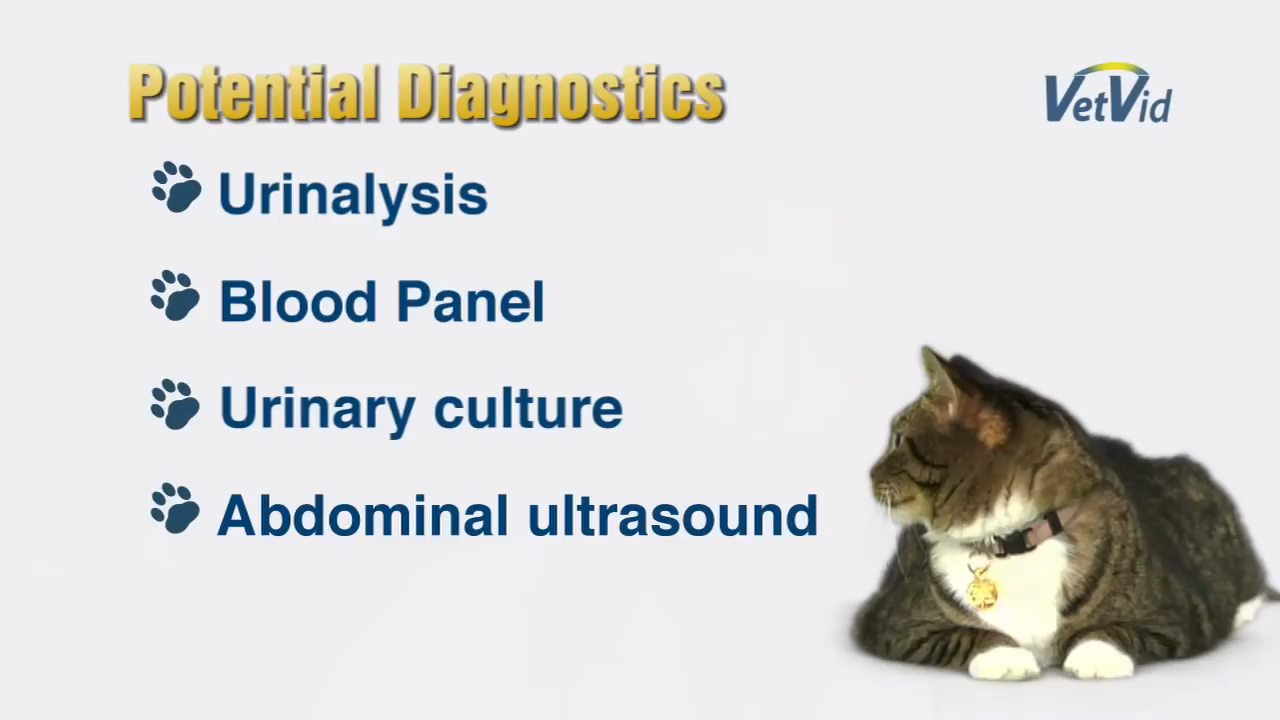 Potential Diagnostics
VetVid
Urinalysis
Blood Panel
Urinary culture
Abdominal ultrasound